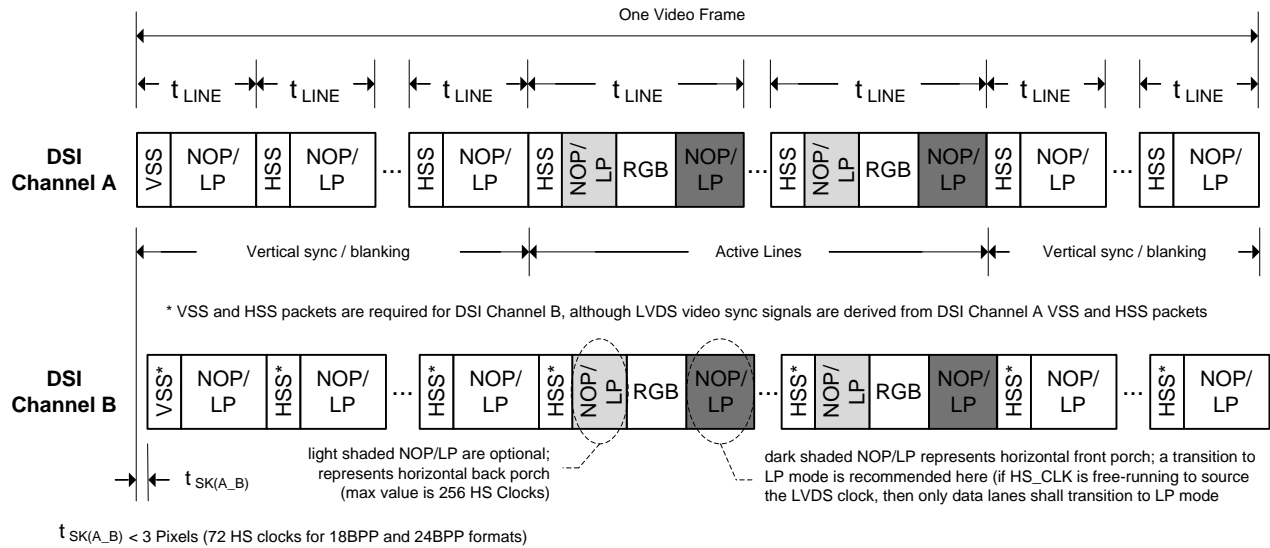 One Video Frame
t LINE t LINE t LINE t LINE t LINE t LINE t LINE
DSI
Channel A
VSS NOP/ LP HSS NOP/ LP ... HSS NOP/ LP HSS NOP/ LP RGB NOP/ LP ... HSS NOP/ LP RGB NOP/ LP HSS NOP/ LP ... HSS NOP/ LP
Vertical sync / blanking Active Lines Vertical sync / blanking
* VSS and HSS packets are required for DSI Channel B, although LVDS video sync signals are derived from DSI Channel A VSS and HSS packets
DSI
Channel B
VSS* NOP/ LP HSS* NOP/ LP ... HSS* NOP/ LP HSS* NOP/ LP RGB NOP/ LP ... HSS* NOP/ LP RGB NOP/ LP HSS* NOP/ LP ... HSS* NOP/ LP
t SK(A_B)
light shaded NOP/LP are optional;
represents horizontal back porch
(max value is 256 HS Clocks)
dark shaded NOP/LP represents horizontal front porch; a transition to
LP mode is recommended here (if HS_CLK is free-running to source
the LVDS clock, then only data lanes shall transition to LP mode
t SK(A_B) < 3 Pixels (72 HS clocks for 18BPP and 24BPP formats)